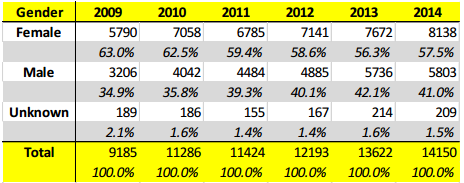 Gender 2009 2010 2011 2012 2013 2014
Female 5790 7058 6785 7141 7672 8138
63.0% 62.5% 59.4% 58.6% 56.3% 57.5%
Male 3206 4042 4484 4885 5736 5803
34.9% 35.8% 39.3% 40.1% 42.1% 41.0%
Unknown 189 186 155 167 214 209
2.1% 1.6% 1.4% 1.4% 1.6% 1.5%
Total 9185 11286 11424 12193 13622 14150
100.0% 100.0% 100.0% 100.0% 100.0% 100.0%